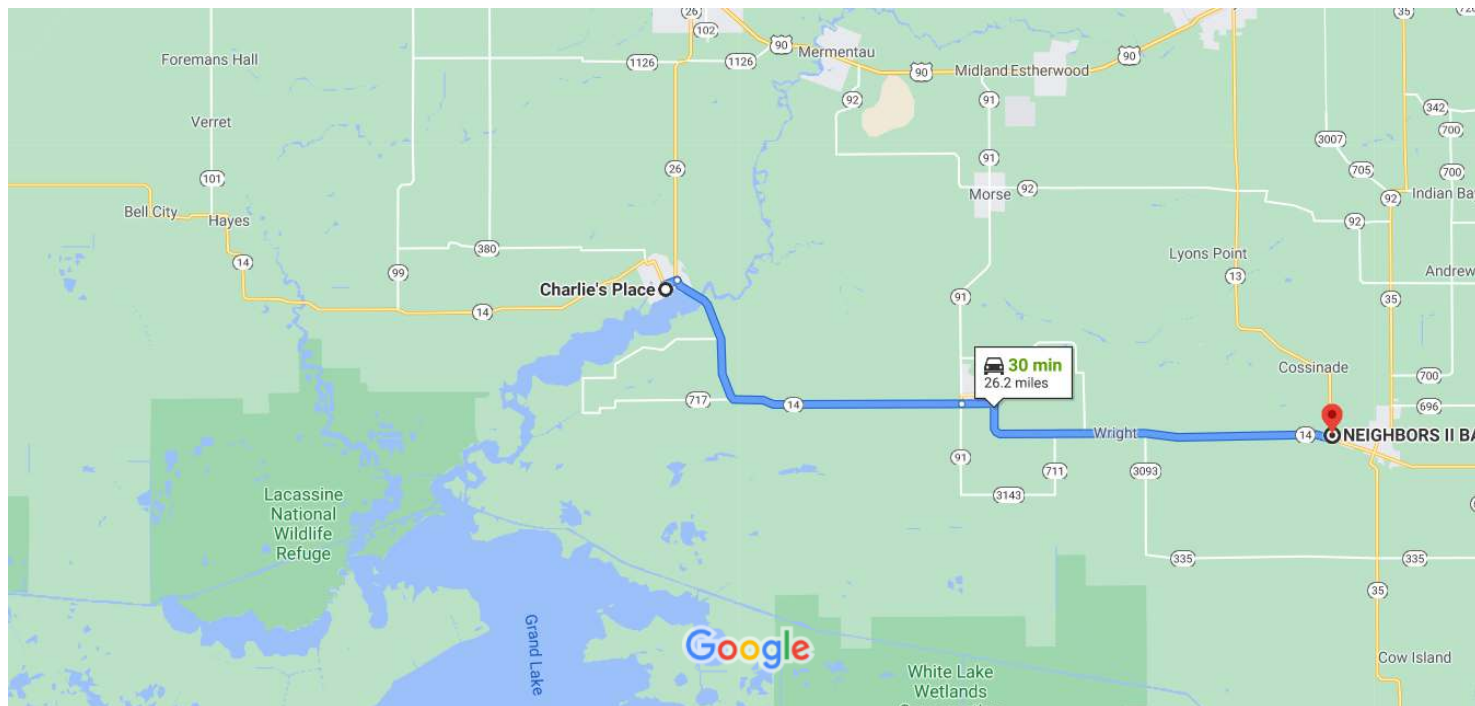 26
102
90
1126
1126
Mermentau
90
Midland
Estherwood
90
35
Foremans Hall
92
91
342
700
Verret
3007
91
705
700
26
101
92
Morse
92
Bell City
Hayes
92
92
380
Lyons Point
14
99
13
Charlie's Place
91
35
14
30 min
26.2 miles
Cossinade
700
717
14
696
Wright
14
NEIGHBORS II BA
91
711
3093
3143
Lacassine
National
Wildlife
Refuge
335
335
35
Grand Lake
Google
White Lake
Wetlands
Cow Island